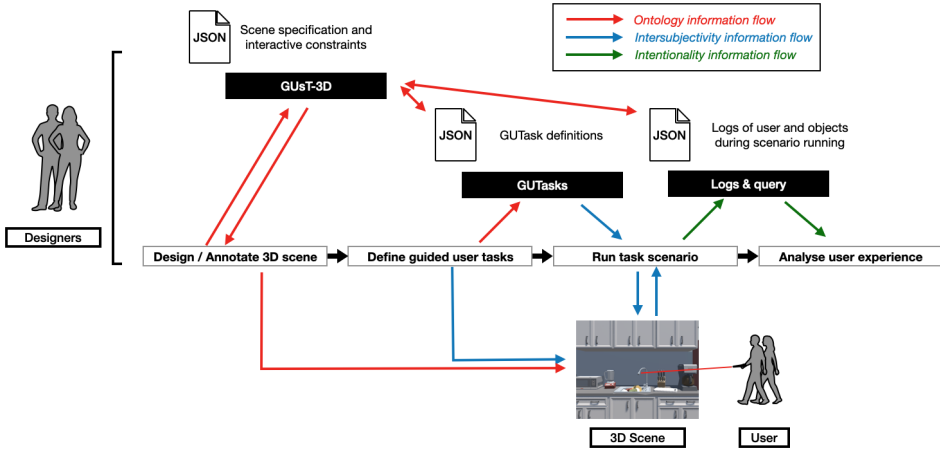 Scene specification and
interactive constraints
JSON
GUsT-3D
Ontology information flow
Intersubjectivity information flow
Intentionality information flow
JSON
GUTask definitions
JSON
Logs of user and objects
during scenario running
GUTasks
Logs & query
Designers
Design / Annotate 3D scene
Define guided user tasks
Run task scenario
Analyse user experience
3D Scene
User